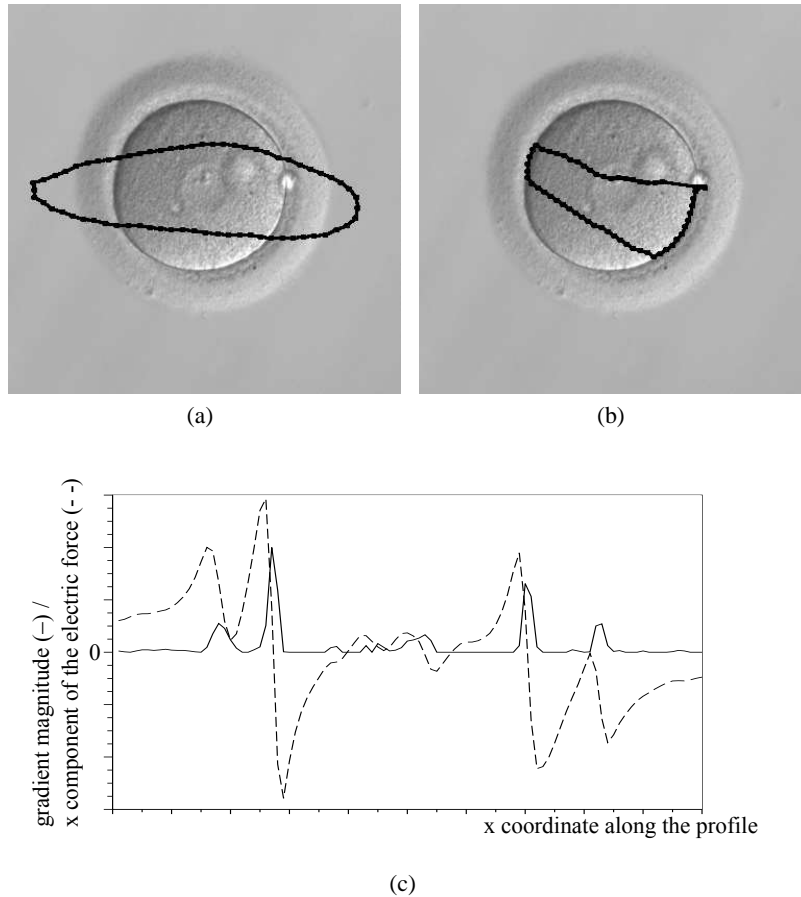 (a)
(b)
gradient magnitude (–) /
x component of the electric force (- -)
0
x coordinate along the profile
(c)